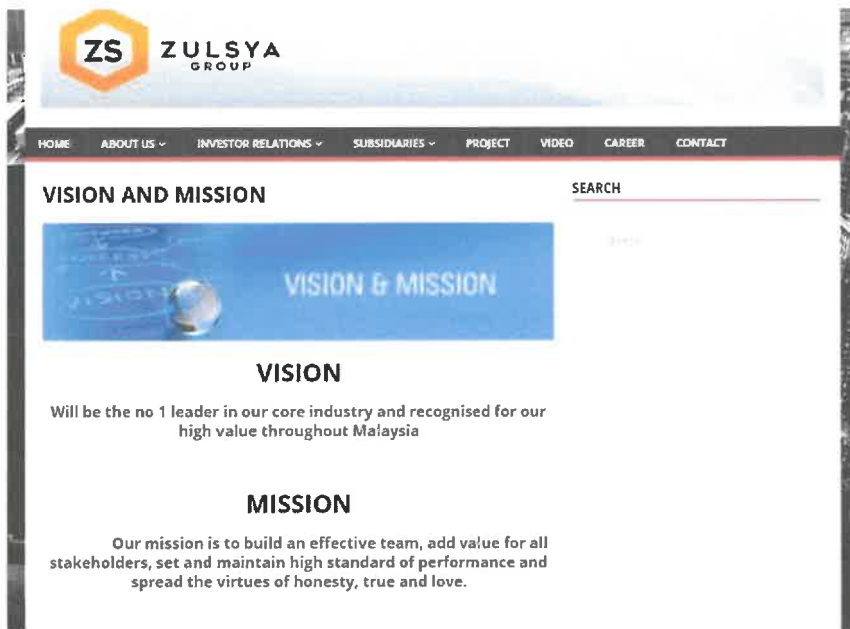 ZS ZULSYA
GROUP
HOME ABOUT US INVESTOR RELATIONS SUBSIDIARIES PROJECT VIDEO CAREER CONTACT
VISION AND MISSION
SEARCH
VISION
VISION & MISSION
VISION
Will be the no 1 leader in our core industry and recognised for our
high value throughout Malaysia
MISSION
Our mission is to build an effective team, add value for all
stakeholders, set and maintain high standard of performance and
spread the virtues of honesty, true and love.